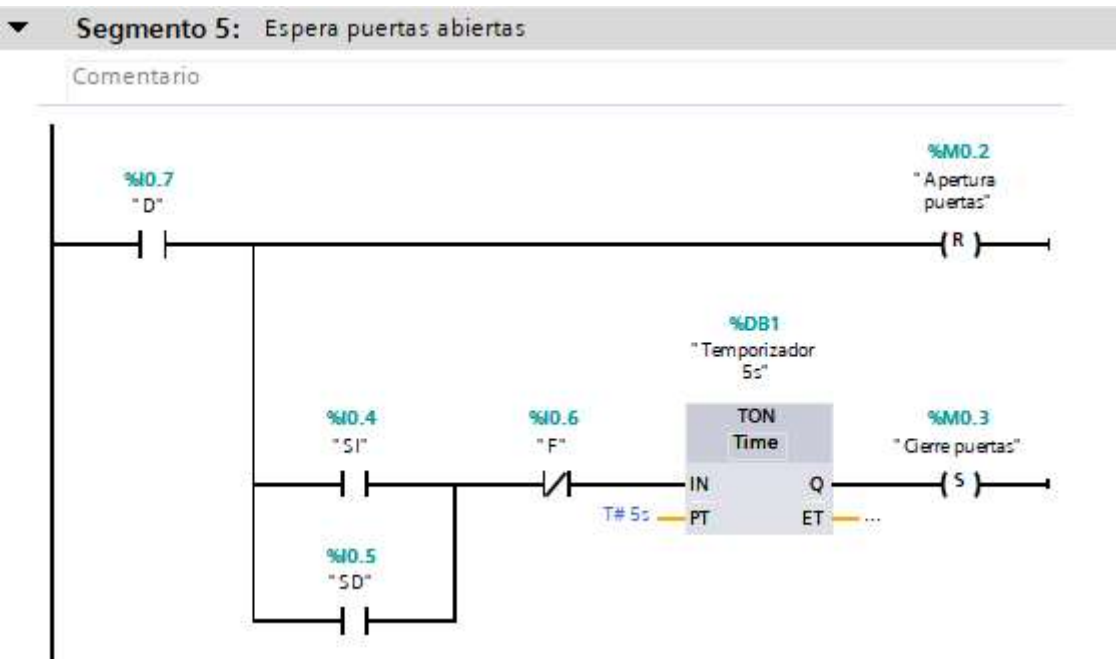 Segmento 5: Espera puertas abiertas
Comentario
%M0.2
"Apertura
puertas"
%I0.7
"D"
R
%DB1
"Temporizador
5s"
%I0.4
"SI"
%I0.6
"F"
TON
Time
%M0.3
"Cierre puertas"
IN
Q
S
T# 5s
PT
ET
...
%I0.5
"SD"